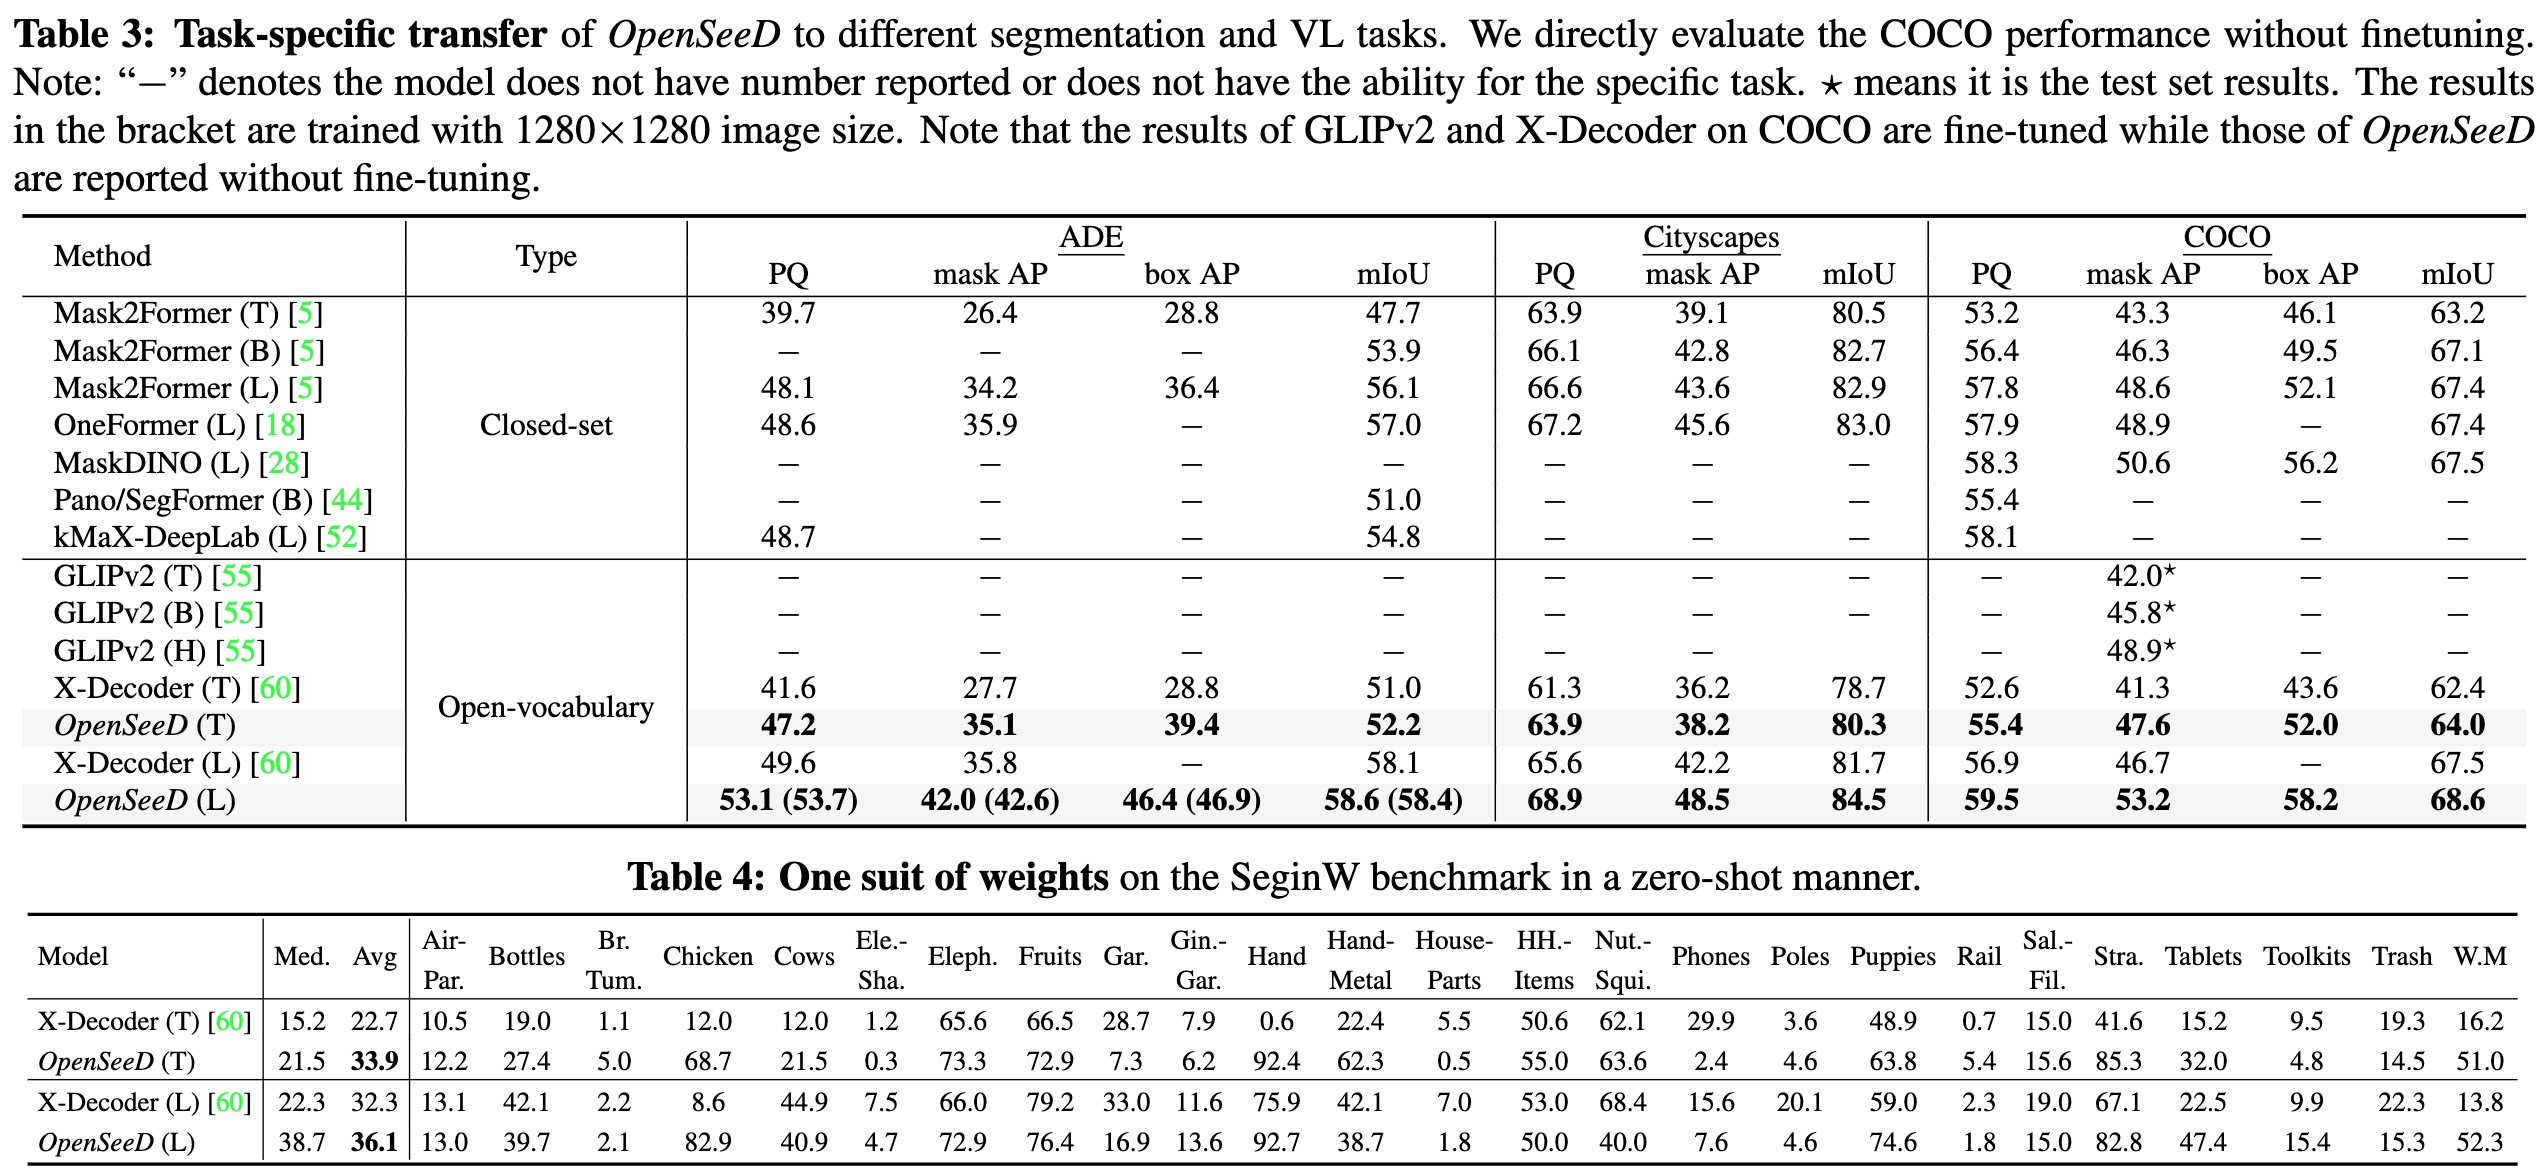 Table 3: Task-specific transfer of OpenSeeD to different segmentation and VL tasks. We directly evaluate the COCO performance without finetuning.
Note: “−” denotes the model does not have number reported or does not have the ability for the specific task. ⋆ means it is the test set results. The results
in the bracket are trained with 1280×1280 image size. Note that the results of GLIPv2 and X-Decoder on COCO are fine-tuned while those of OpenSeeD
are reported without fine-tuning.
Method Type ADE Cityscapes COCO
PQ mask AP box AP mIoU PQ mask AP mIoU PQ mask AP box AP mIoU
Mask2Former (T) [5] 39.7 26.4 28.8 47.7 63.9 39.1 80.5 53.2 43.3 46.1 63.2
Mask2Former (B) [5] − − − 53.9 66.1 42.8 82.7 56.4 46.3 49.5 67.1
Mask2Former (L) [5] 48.1 34.2 36.4 56.1 66.6 43.6 82.9 57.8 48.6 52.1 67.4
OneFormer (L) [18] Closed-set 48.6 35.9 − 57.0 67.2 45.6 83.0 57.9 48.9 − 67.4
MaskDINO (L) [28] − − − − − − − 58.3 50.6 56.2 67.5
Pano/SegFormer (B) [44] − − − 51.0 − − − 55.4 − − −
kMaX-DeepLab (L) [52] 48.7 − − 54.8 − − − 58.1 − − −
GLIPv2 (T) [55] − − − − − − − − 42.0⋆ − −
GLIPv2 (B) [55] − − − − − − − − 45.8⋆ − −
GLIPv2 (H) [55] − − − − − − − − 48.9⋆ − −
X-Decoder (T) [60] 41.6 27.7 28.8 51.0 61.3 36.2 78.7 52.6 41.3 43.6 62.4
Open-vocabulary
OpenSeeD (T) 47.2 35.1 39.4 52.2 63.9 38.2 80.3 55.4 47.6 52.0 64.0
X-Decoder (L) [60] 49.6 35.8 − 58.1 65.6 42.2 81.7 56.9 46.7 − 67.5
OpenSeeD (L) 53.1 (53.7) 42.0 (42.6) 46.4 (46.9) 58.6 (58.4) 68.9 48.5 84.5 59.5 53.2 58.2 68.6
Table 4: One suit of weights on the SeginW benchmark in a zero-shot manner.
Model Med. Avg Air-Par. Bottles Br. Tum. Chicken Cows Ele.-Sha. Eleph. Fruits Gar. Gin.-Gar. Hand Hand-Metal House-Parts HH.-Items Nut.-Squi. Phones Poles Puppies Rail Sal.-Fil. Stra. Tablets Toolkits Trash W.M
X-Decoder (T) [60] 15.2 22.7 10.5 19.0 1.1 12.0 12.0 1.2 65.6 66.5 28.7 7.9 0.6 22.4 5.5 50.6 62.1 29.9 3.6 48.9 0.7 15.0 41.6 15.2 9.5 19.3 16.2
OpenSeeD (T) 21.5 33.9 12.2 27.4 5.0 68.7 21.5 0.3 73.3 72.9 7.3 6.2 92.4 62.3 0.5 55.0 63.6 2.4 4.6 63.8 5.4 15.6 85.3 32.0 4.8 14.5 51.0
X-Decoder (L) [60] 22.3 32.3 13.1 42.1 2.2 8.6 44.9 7.5 66.0 79.2 33.0 11.6 75.9 42.1 7.0 53.0 68.4 15.6 20.1 59.0 2.3 19.0 67.1 22.5 9.9 22.3 13.8
OpenSeeD (L) 38.7 36.1 13.0 39.7 2.1 82.9 40.9 4.7 72.9 76.4 16.9 13.6 92.7 38.7 1.8 50.0 40.0 7.6 4.6 74.6 1.8 15.0 82.8 47.4 15.4 15.3 52.3